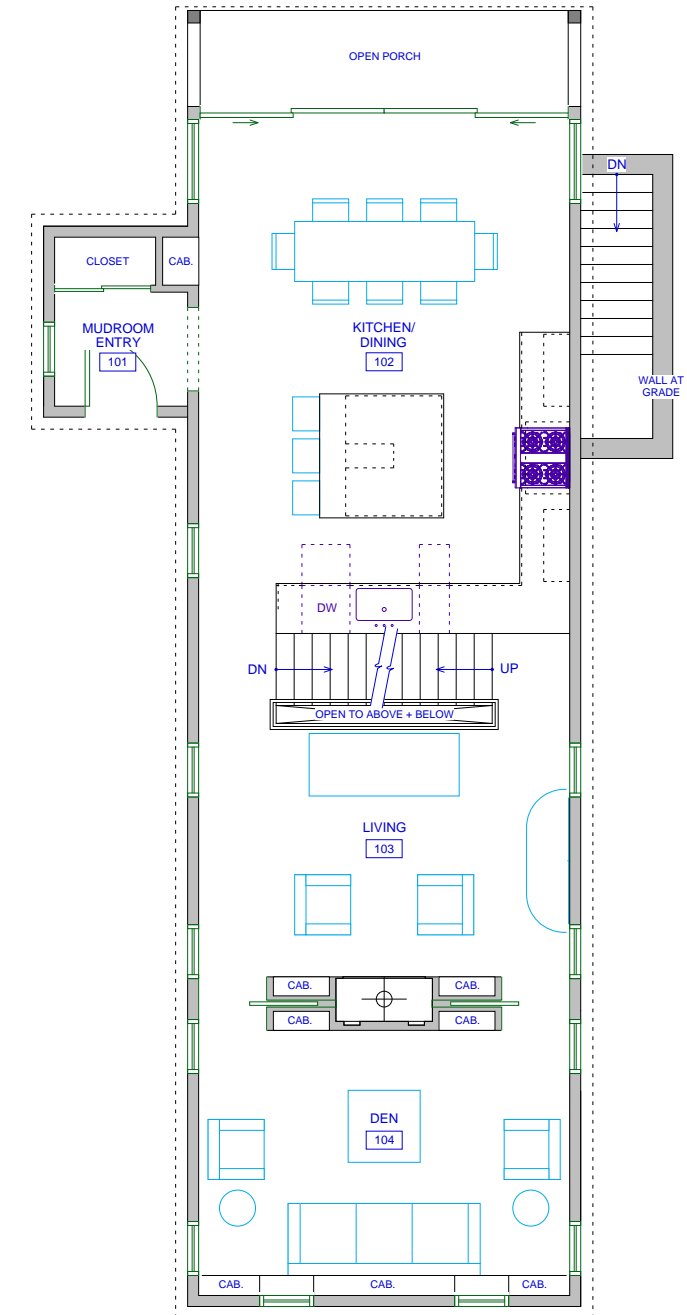 OPEN PORCH
DN
CLOSET
CAB.
MUDROOM
ENTRY
101
KITCHEN/
DINING
102
WALL AT
GRADE
DW
DN
UP
OPEN TO ABOVE + BELOW
LIVING
103
CAB.
CAB.
CAB.
CAB.
DEN
104
CAB.
CAB.
CAB.